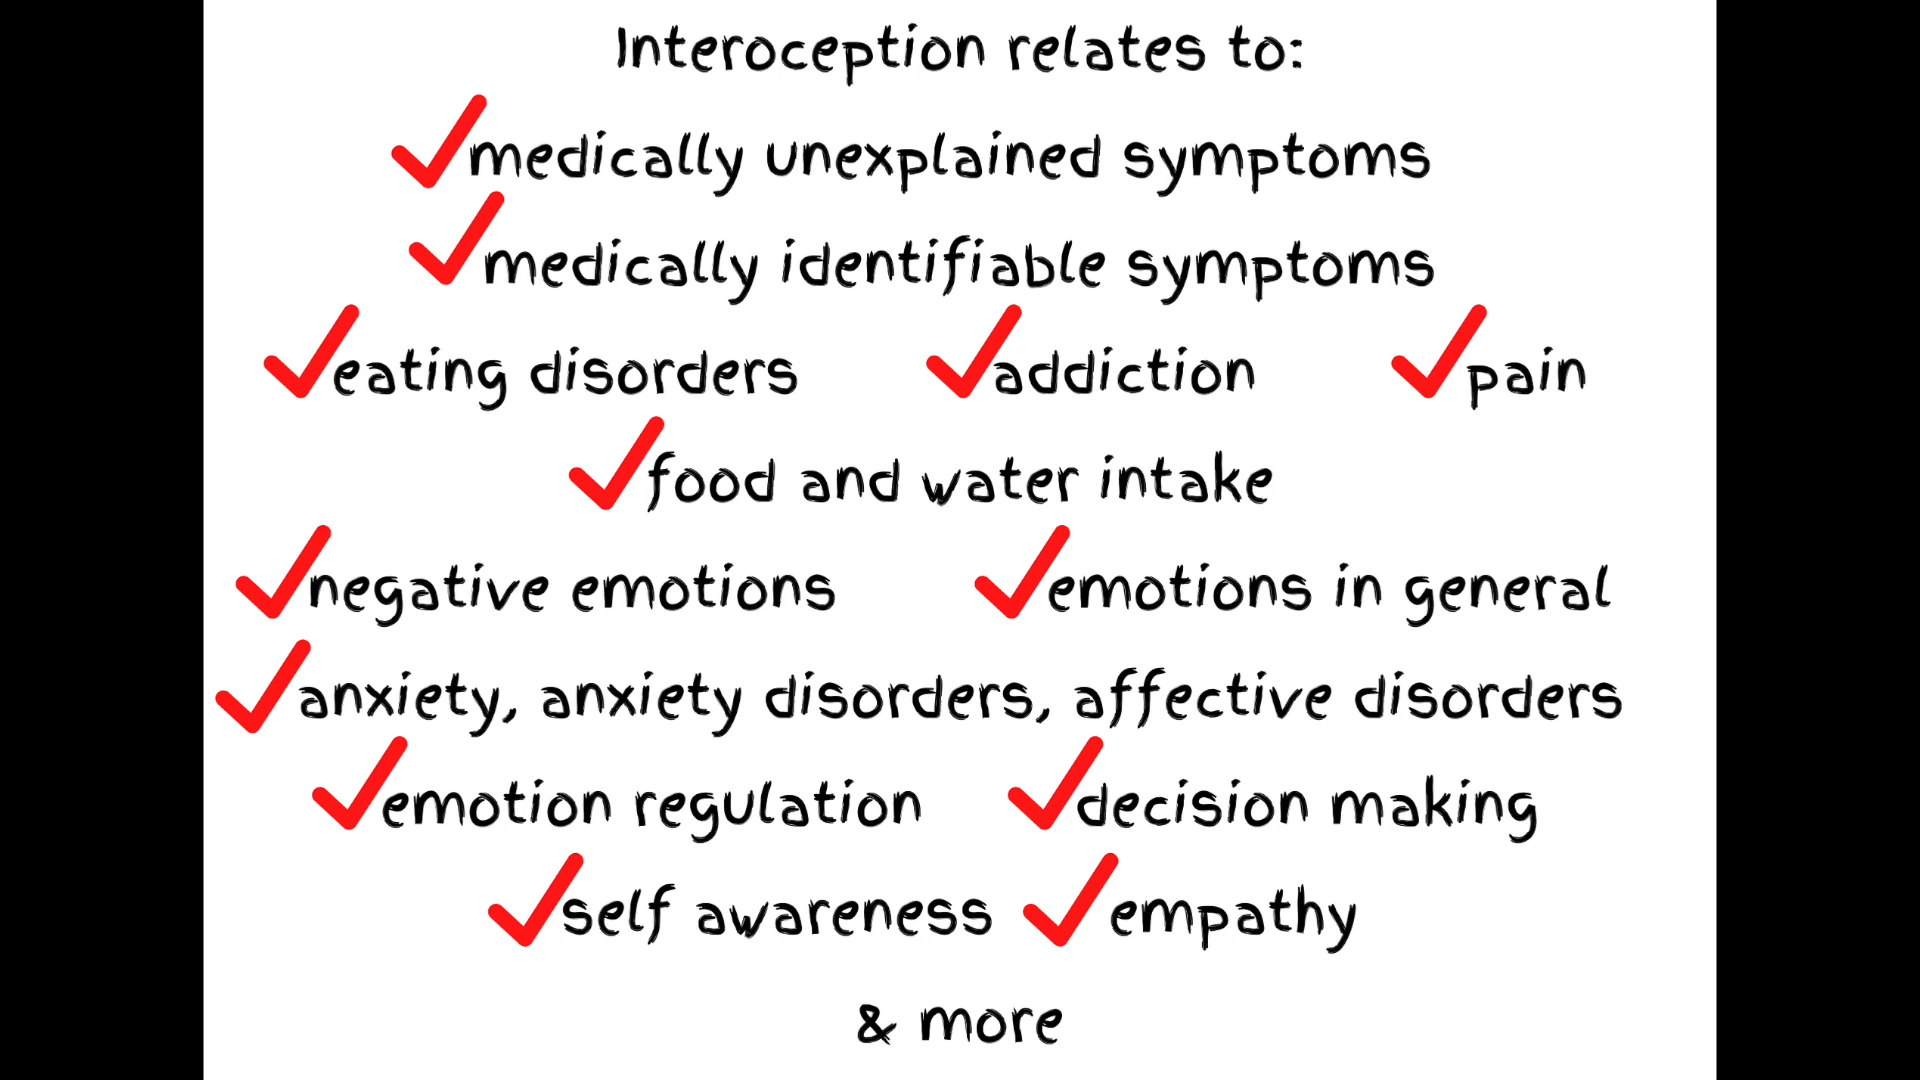 Interoception relates to:
medically unexplained symptoms
medically identifiable symptoms
eating disorders addiction pain
food and water intake
negative emotions emotions in general
anxiety, anxiety disorders, affective disorders
emotion regulation decision making
self awareness empathy
& more